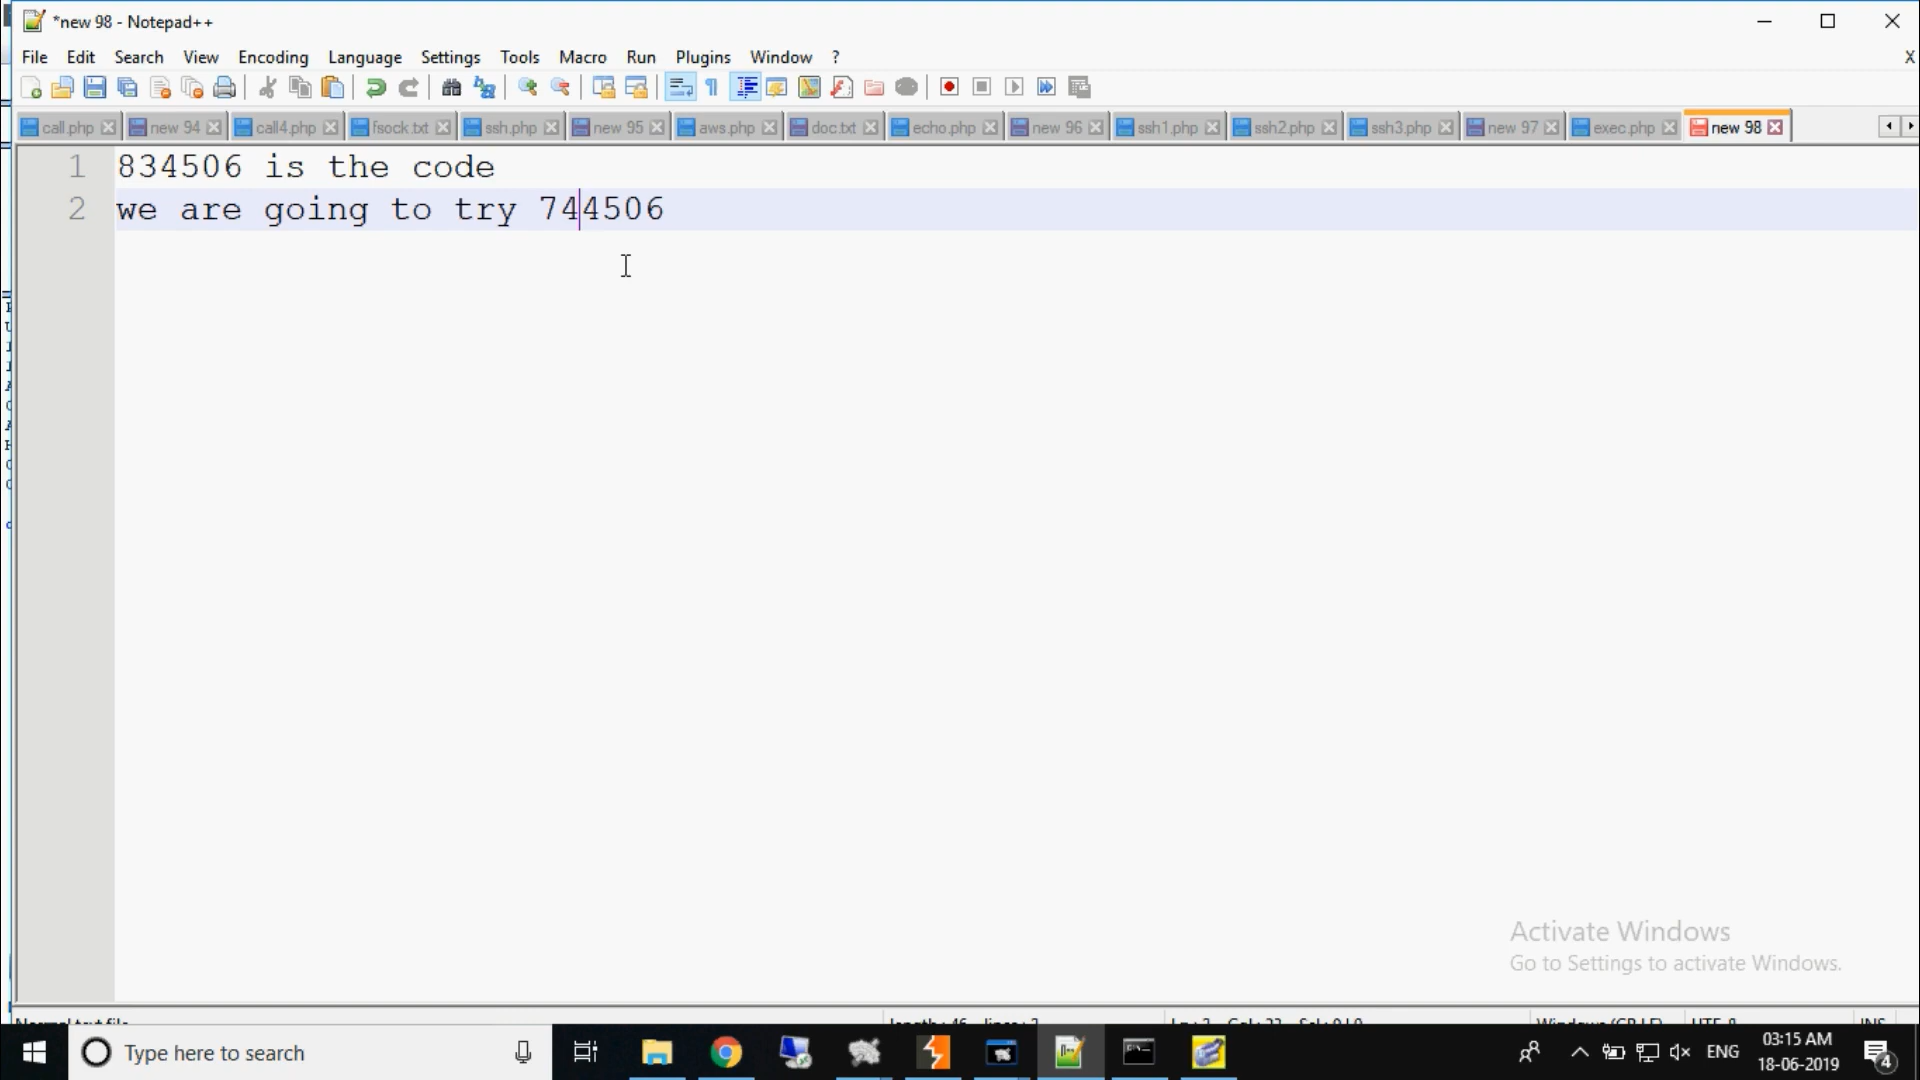 *new 98 - Notepad++
File Edit Search View Encoding Language Settings Tools Macro Run Plugins Window ?
X
call.php new 94 call4.php fsock.txt ssh.php new 95 aws.php doc.txt echo.php new 96 ssh1.php ssh2.php ssh3.php new 97 exec.php new 98
1 834506 is the code
2 we are going to try 744506
Activate Windows
Go to Settings to activate Windows.
Normal text file
Type here to search
ENG
03:15 AM
18-06-2019
4